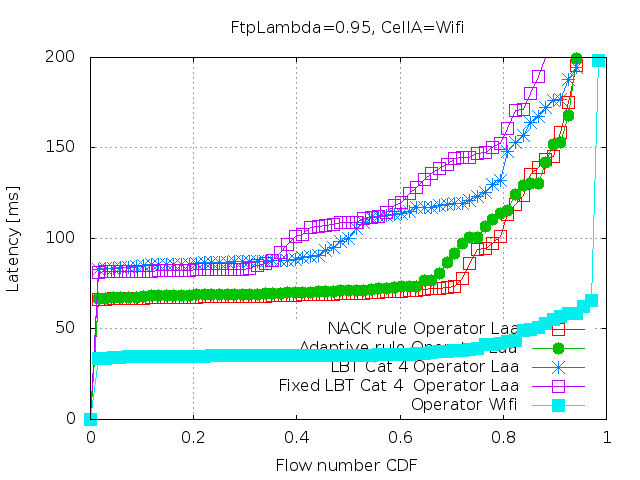 FtpLambda=0.95, CellA=Wifi
200
150
100
50
0
Latency [ms]
NACK rule Operator Laa
Adaptive rule Operator Laa
LBT Cat 4 Operator Laa
Fixed LBT Cat 4 Operator Laa
Operator Wifi
0 0.2 0.4 0.6 0.8 1
Flow number CDF